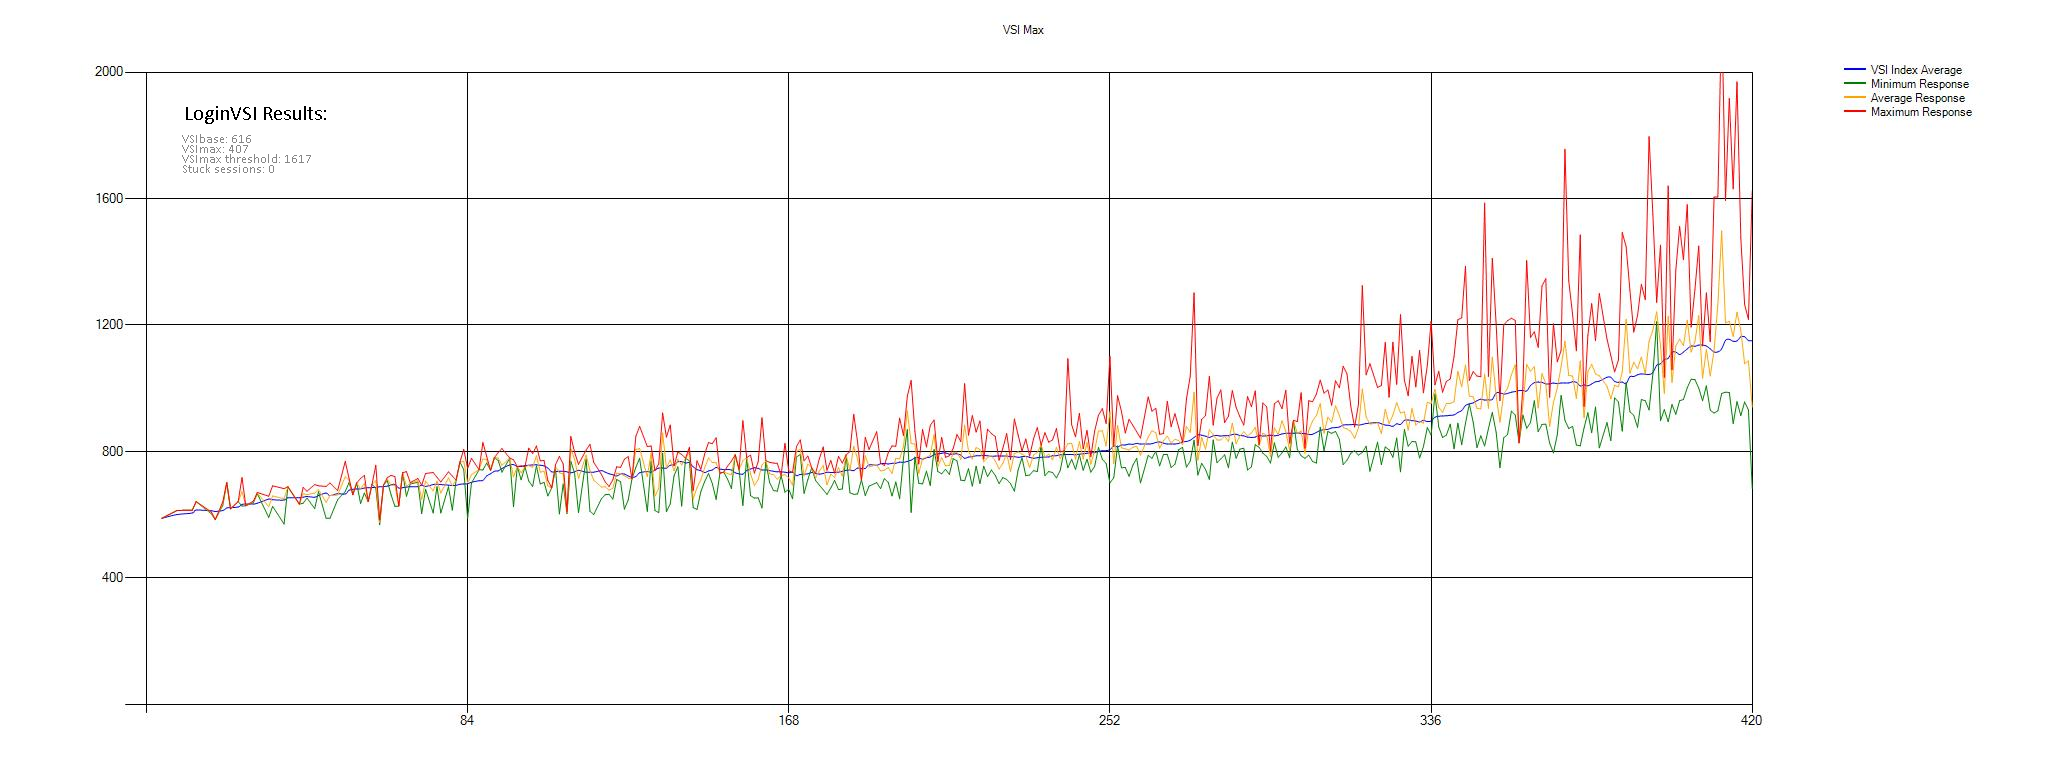 VSI Max
2000
1600
1200
800
400
LoginVSI Results:
VSIbase: 616
VSImax: 407
VSImax threshold: 1617
Stuck sessions: 0
VSI Index Average
Minimum Response
Average Response
Maximum Response
84
168
252
336
420